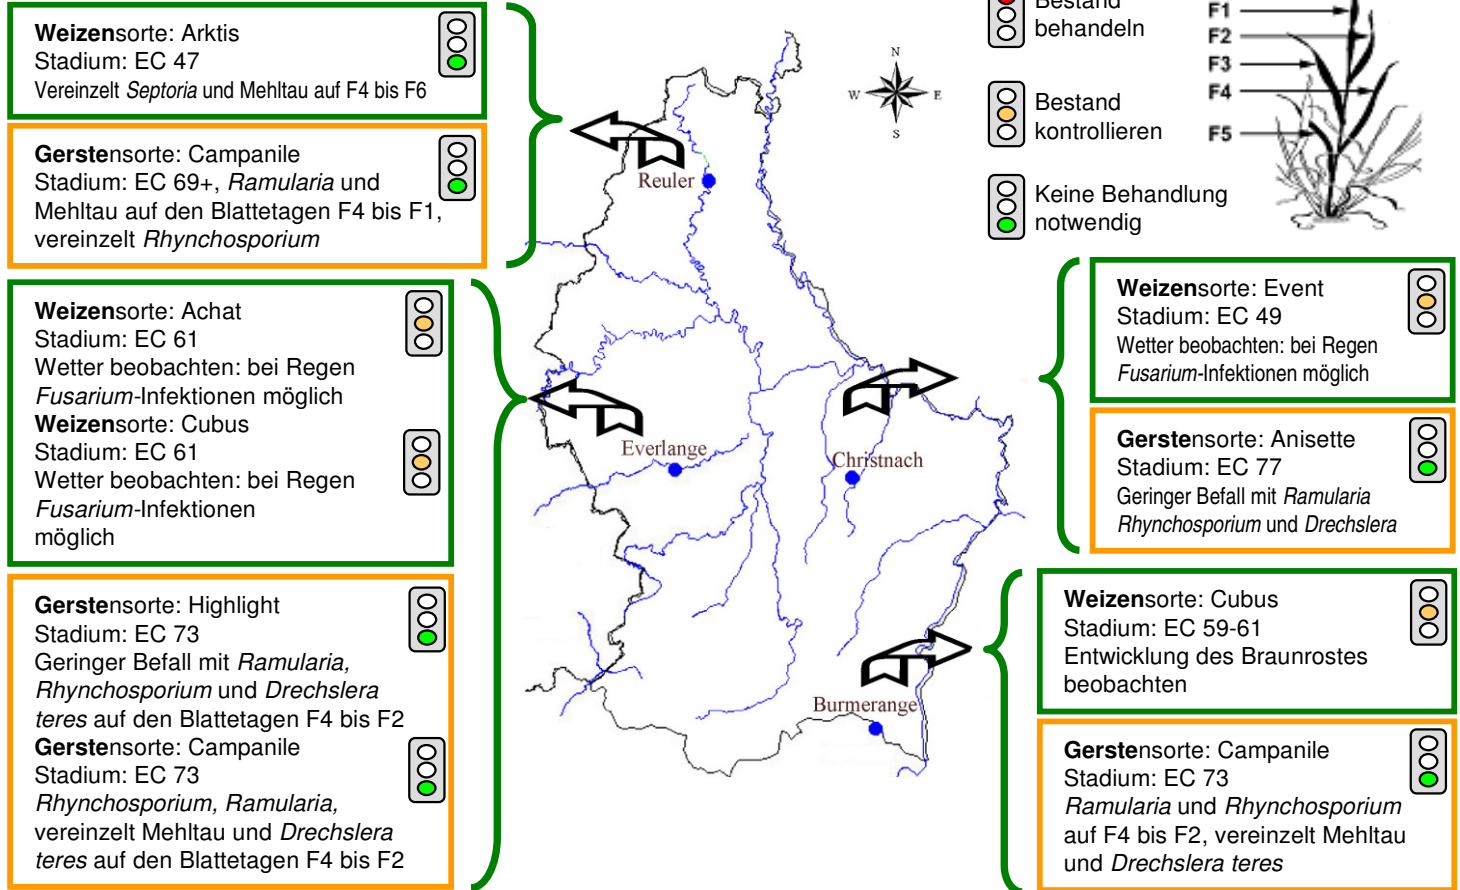 Weizensorte: Arktis
Stadium: EC 47
Vereinzelt Septoria und Mehltau auf F4 bis F6
Gerstensorte: Campanile
Stadium: EC 69+, Ramularia und
Mehltau auf den Blattetagen F4 bis F1,
vereinzelt Rhynchosporium
Weizensorte: Achat
Stadium: EC 61
Wetter beobachten: bei Regen
Fusarium-Infektionen möglich
Weizensorte: Cubus
Stadium: EC 61
Wetter beobachten: bei Regen
Fusarium-Infektionen
möglich
Gerstensorte: Highlight
Stadium: EC 73
Geringer Befall mit Ramularia,
Rhynchosporium und Drechslera
teres auf den Blattetagen F4 bis F2
Gerstensorte: Campanile
Stadium: EC 73
Rhynchosporium, Ramularia,
vereinzelt Mehltau und Drechslera
teres auf den Blattetagen F4 bis F2
N
W
E
S
Reuler
Everlange
Christnach
Burmerange
Bestand
behandeln
Bestand
kontrollieren
Keine Behandlung
notwendig
F1
F2
F3
F4
F5
Weizensorte: Event
Stadium: EC 49
Wetter beobachten: bei Regen
Fusarium-Infektionen möglich
Gerstensorte: Anisette
Stadium: EC 77
Geringer Befall mit Ramularia
Rhynchosporium und Drechslera
Weizensorte: Cubus
Stadium: EC 59-61
Entwicklung des Braunrostes
beobachten
Gerstensorte: Campanile
Stadium: EC 73
Ramularia und Rhynchosporium
auf F4 bis F2, vereinzelt Mehltau
und Drechslera teres